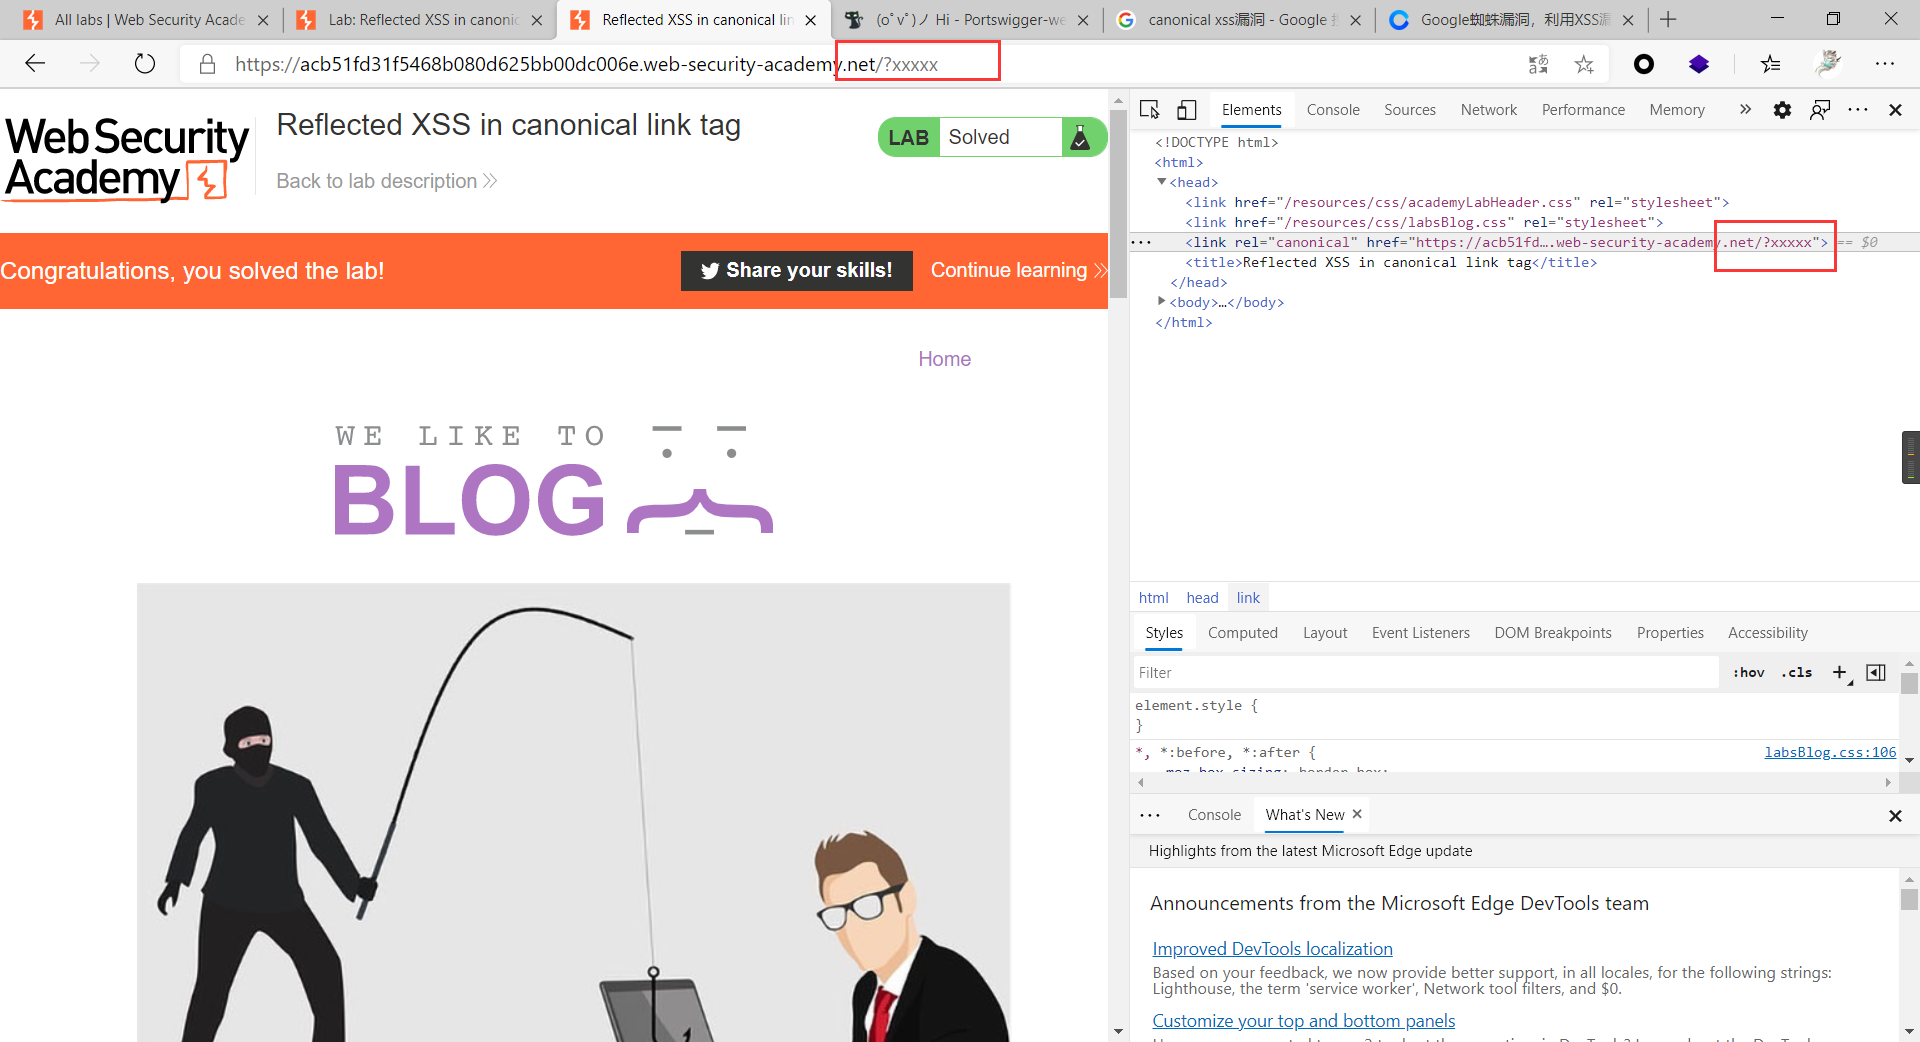 All labs | Web Security Acade
Lab: Reflected XSS in canonic
Reflected XSS in canonical lin
(oﾟvﾟ)ノ Hi - Portswigger-we
canonical xss漏洞 - Google 搜
Google蜘蛛漏洞，利用XSS漏
https://acb51fd31f5468b080d625bb00dc006e.web-security-academy.net/?xxxxx
Web Security
Academy
Reflected XSS in canonical link tag
Back to lab description
LAB Solved
Congratulations, you solved the lab!
Share your skills!
Continue learning
Home
WE LIKE TO
BLOG
Elements Console Sources Network Performance Memory
<!DOCTYPE html>
<html>
<head>
<link href="/resources/css/academyLabHeader.css" rel="stylesheet">
<link href="/resources/css/labsBlog.css" rel="stylesheet">
<link rel="canonical" href="https://acb51fd….web-security-academy.net/?xxxxx"> == $0
<title>Reflected XSS in canonical link tag</title>
</head>
<body>…</body>
</html>
html head link
Styles Computed Layout Event Listeners DOM Breakpoints Properties Accessibility
Filter
:hov .cls
element.style {
}
*, *:before, *:after {
labsBlog.css:106
-moz-box-sizing: border-box;
Console What's New
Highlights from the latest Microsoft Edge update
Announcements from the Microsoft Edge DevTools team
Improved DevTools localization
Based on your feedback, we now provide better support, in all locales, for the following strings:
Lighthouse, the term 'service worker', Network tool filters, and $0.
Customize your top and bottom panels